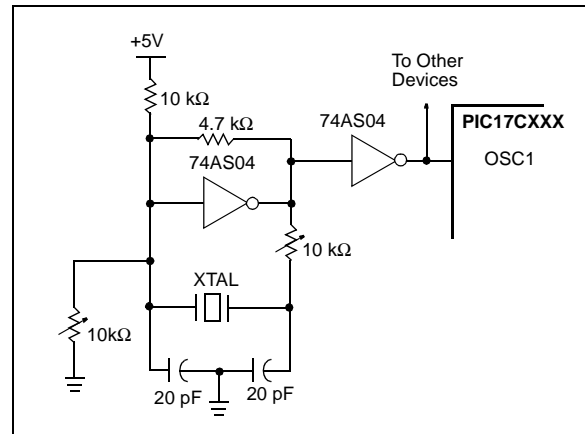 +5V
To Other
Devices
10 kΩ
4.7 kΩ
74AS04
PIC17CXXX
74AS04
OSC1
10 kΩ
XTAL
10kΩ
20 pF
20 pF